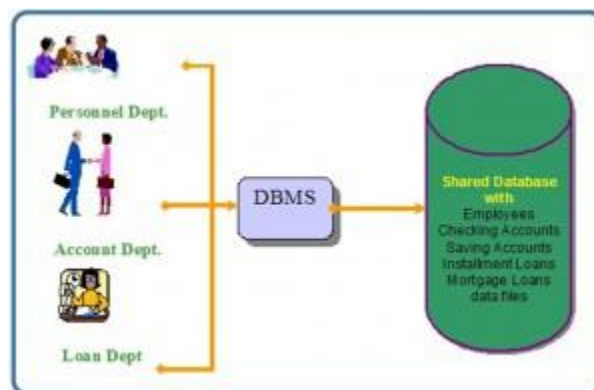 Personnel Dept.
Account Dept.
Loan Dept
DBMS
Shared Database
with
Employees
Checking Accounts
Saving Accounts
Installment Loans
Mortgage Loans
data files